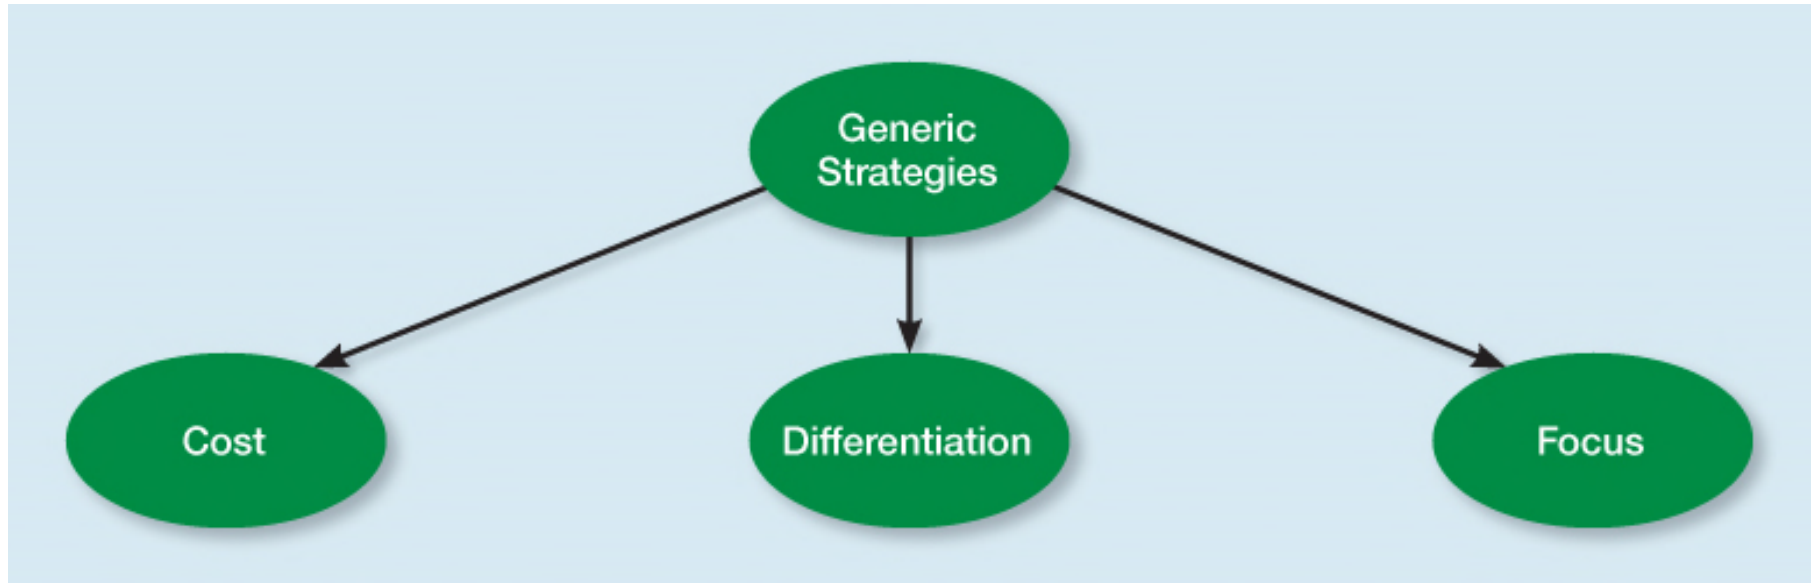 Generic
Strategies
Cost
Differentiation
Focus